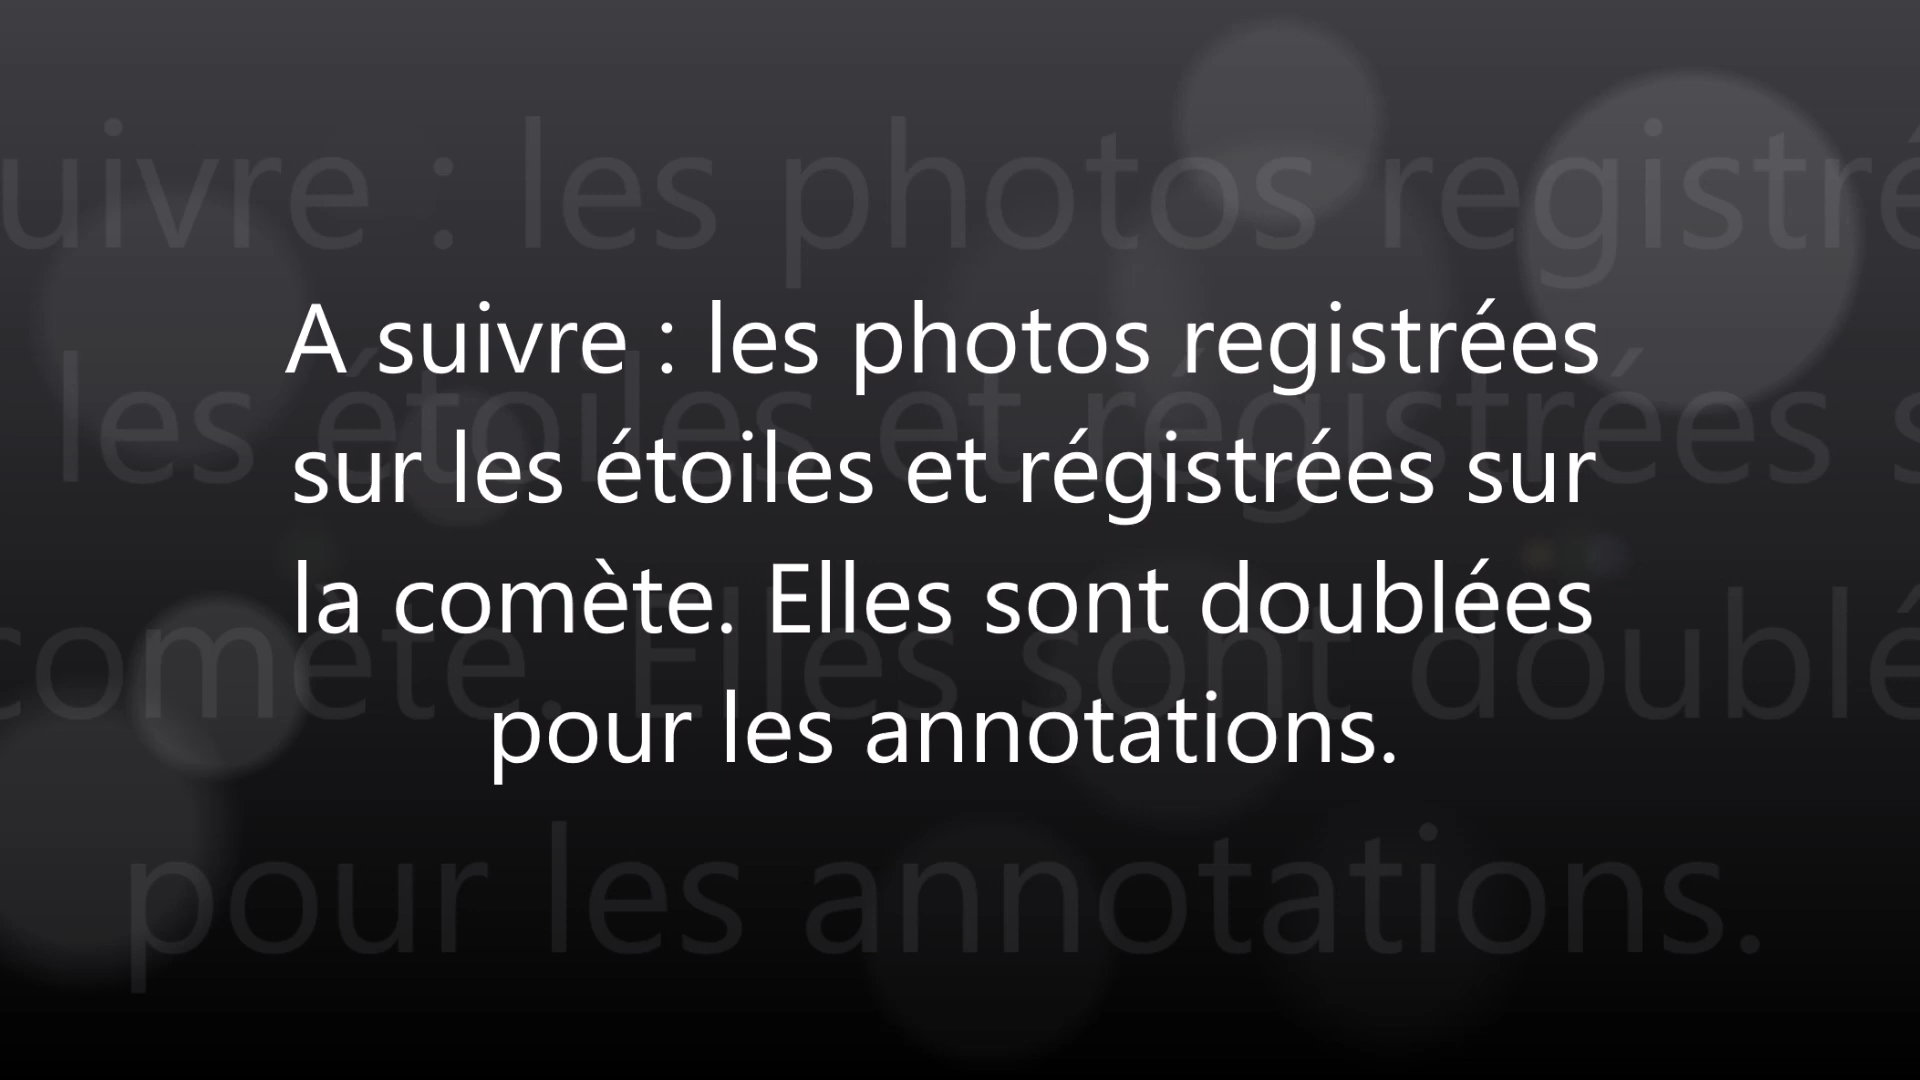 A suivre : les photos registrées
sur les étoiles et régistrées sur
la comète. Elles sont doublées
pour les annotations.